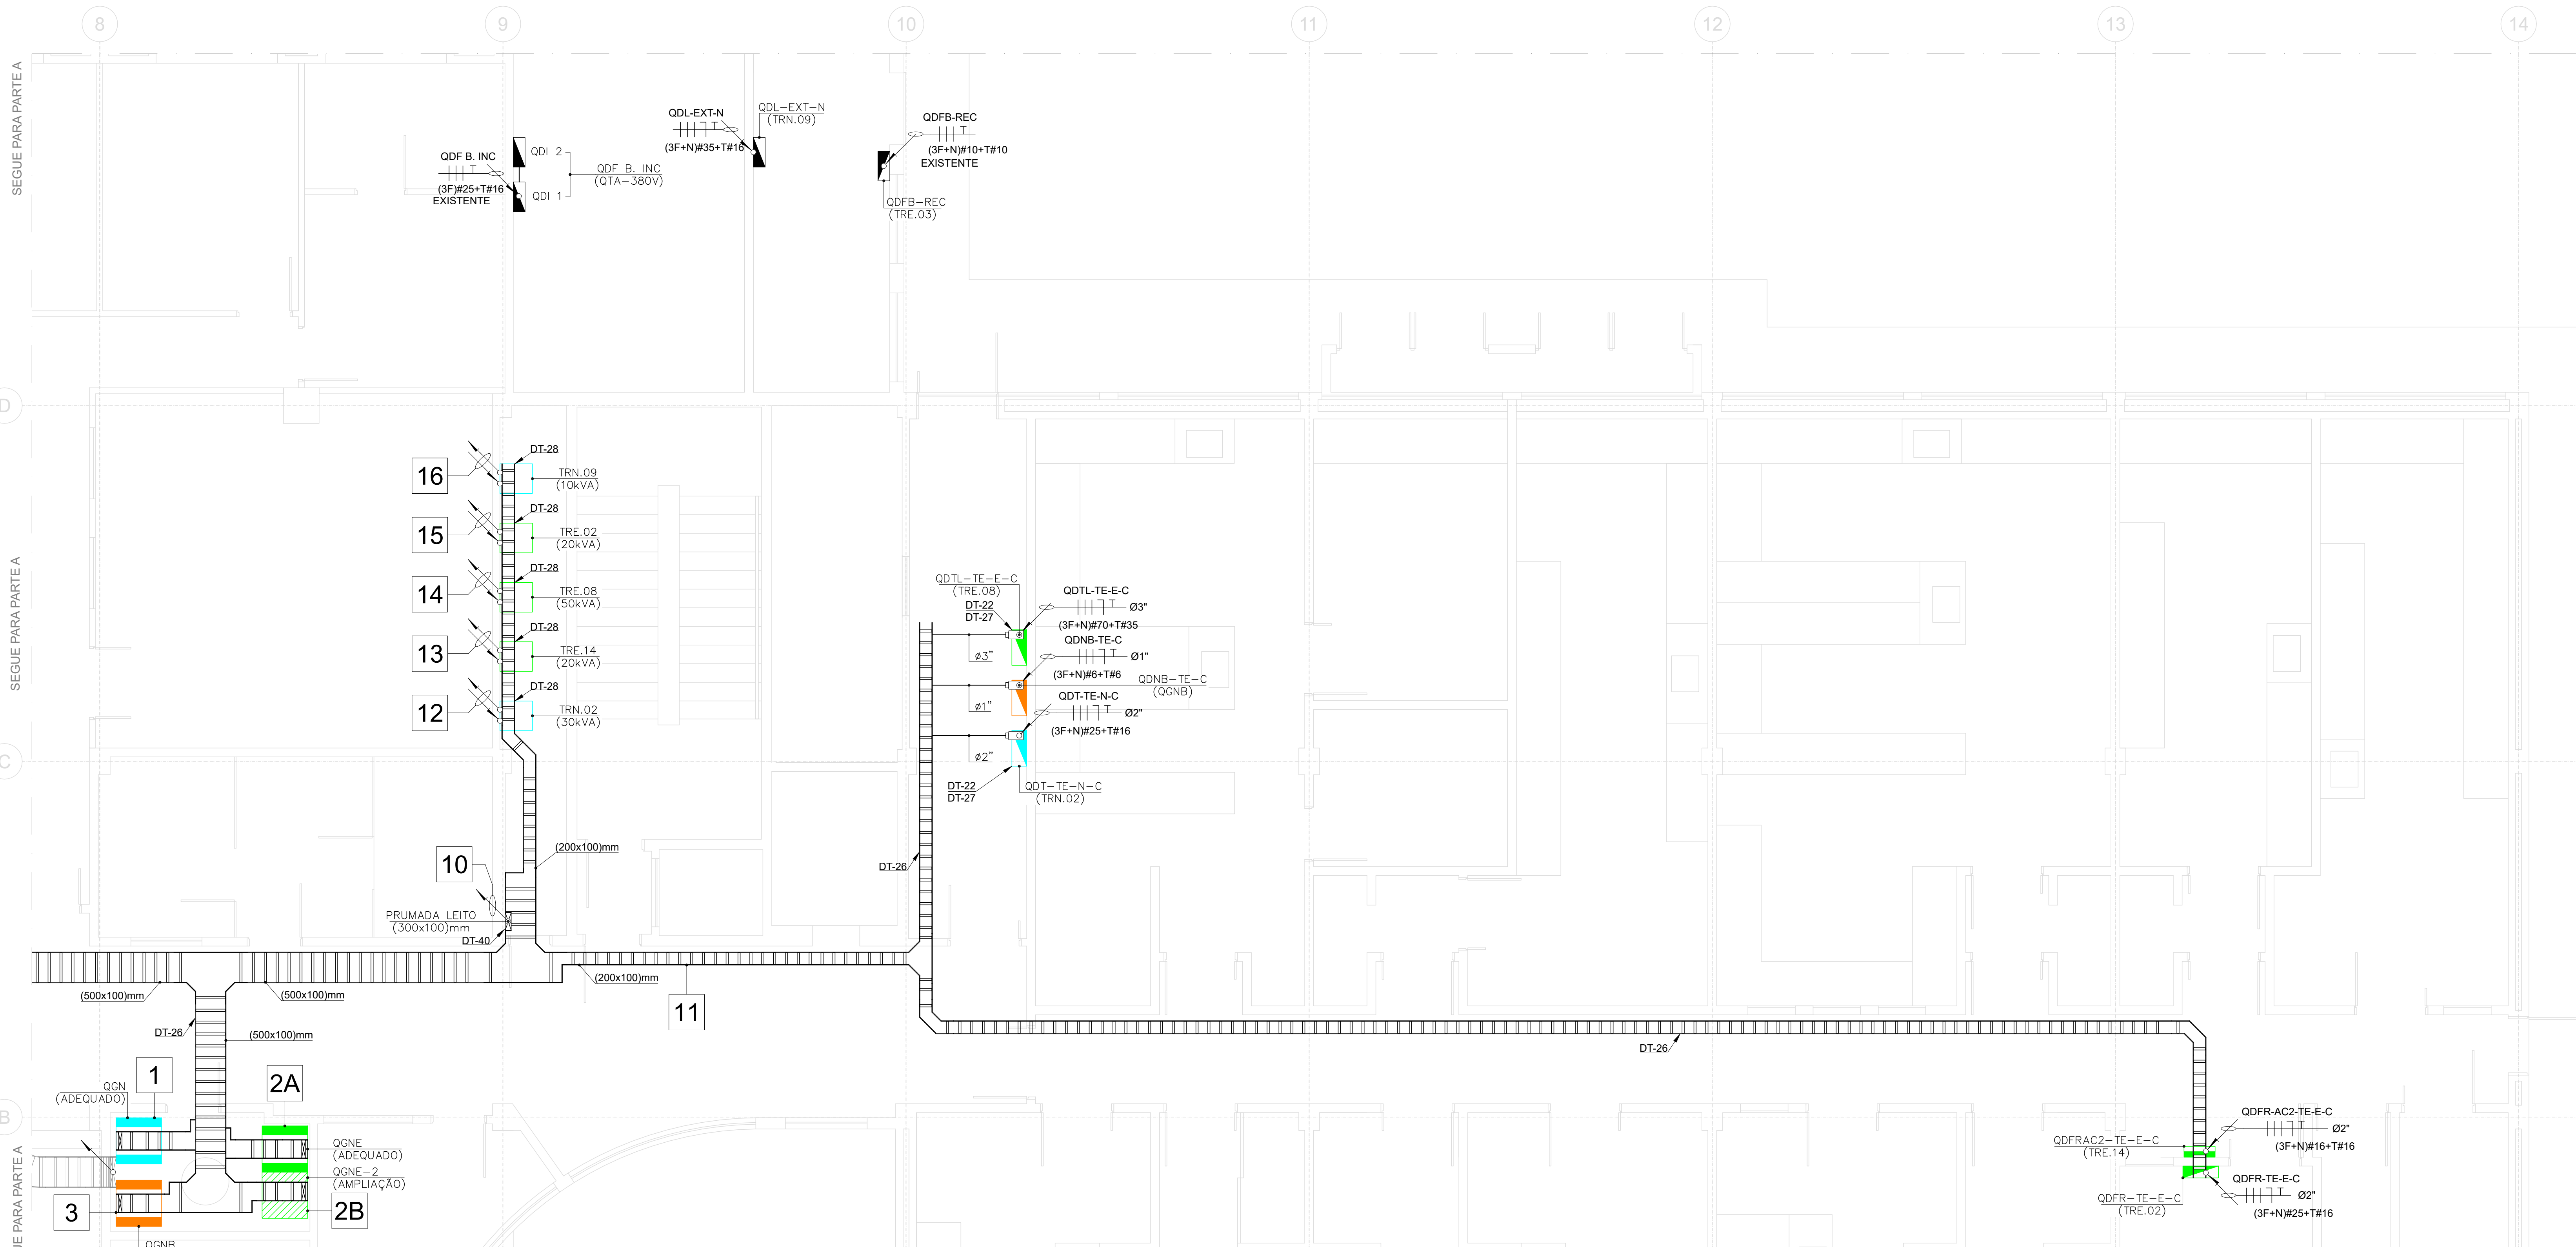 8
9
10
11
12
13
14
SEGUE PARA PARTE A
QDL-EXT-N
(3F+N)#35+T#16
QDL-EXT-N
(TRN.09)
QDFB-REC
(3F+N)#10+T#10
EXISTENTE
QDFB-REC
(TRE.03)
QDF B. INC
(3F)#25+T#16
EXISTENTE
QDI 2
QDI 1
QDF B. INC
(QTA-380V)
D
16
DT-28
TRN.09
(10kVA)
15
DT-28
TRE.02
(20kVA)
14
DT-28
TRE.08
(50kVA)
13
DT-28
TRE.14
(20kVA)
12
DT-28
TRN.02
(30kVA)
SEGUE PARA PARTE A
QDTL-TE-E-C
(TRE.08)
DT-22
DT-27
QDTL-TE-E-C
Ø3"
(3F+N)#70+T#35
ø3"
QDNB-TE-C
Ø1"
(3F+N)#6+T#6
QDNB-TE-C
(QGNB)
ø1"
QDT-TE-N-C
Ø2"
(3F+N)#25+T#16
ø2"
DT-22
DT-27
QDT-TE-N-C
(TRN.02)
C
(200x100)mm
10
PRUMADA LEITO
(300x100)mm
DT-40
DT-26
(500x100)mm
(500x100)mm
(200x100)mm
11
DT-26
(500x100)mm
DT-26
1
2A
QGN
(ADEQUADO)
B
QGNE
(ADEQUADO)
QGNE-2
(AMPLIAÇÃO)
3
2B
QGNB
UE PARA PARTE A
QDFR-AC2-TE-E-C
Ø2"
(3F+N)#16+T#16
QDFRAC2-TE-E-C
(TRE.14)
QDFR-TE-E-C
Ø2"
(3F+N)#25+T#16
QDFR-TE-E-C
(TRE.02)